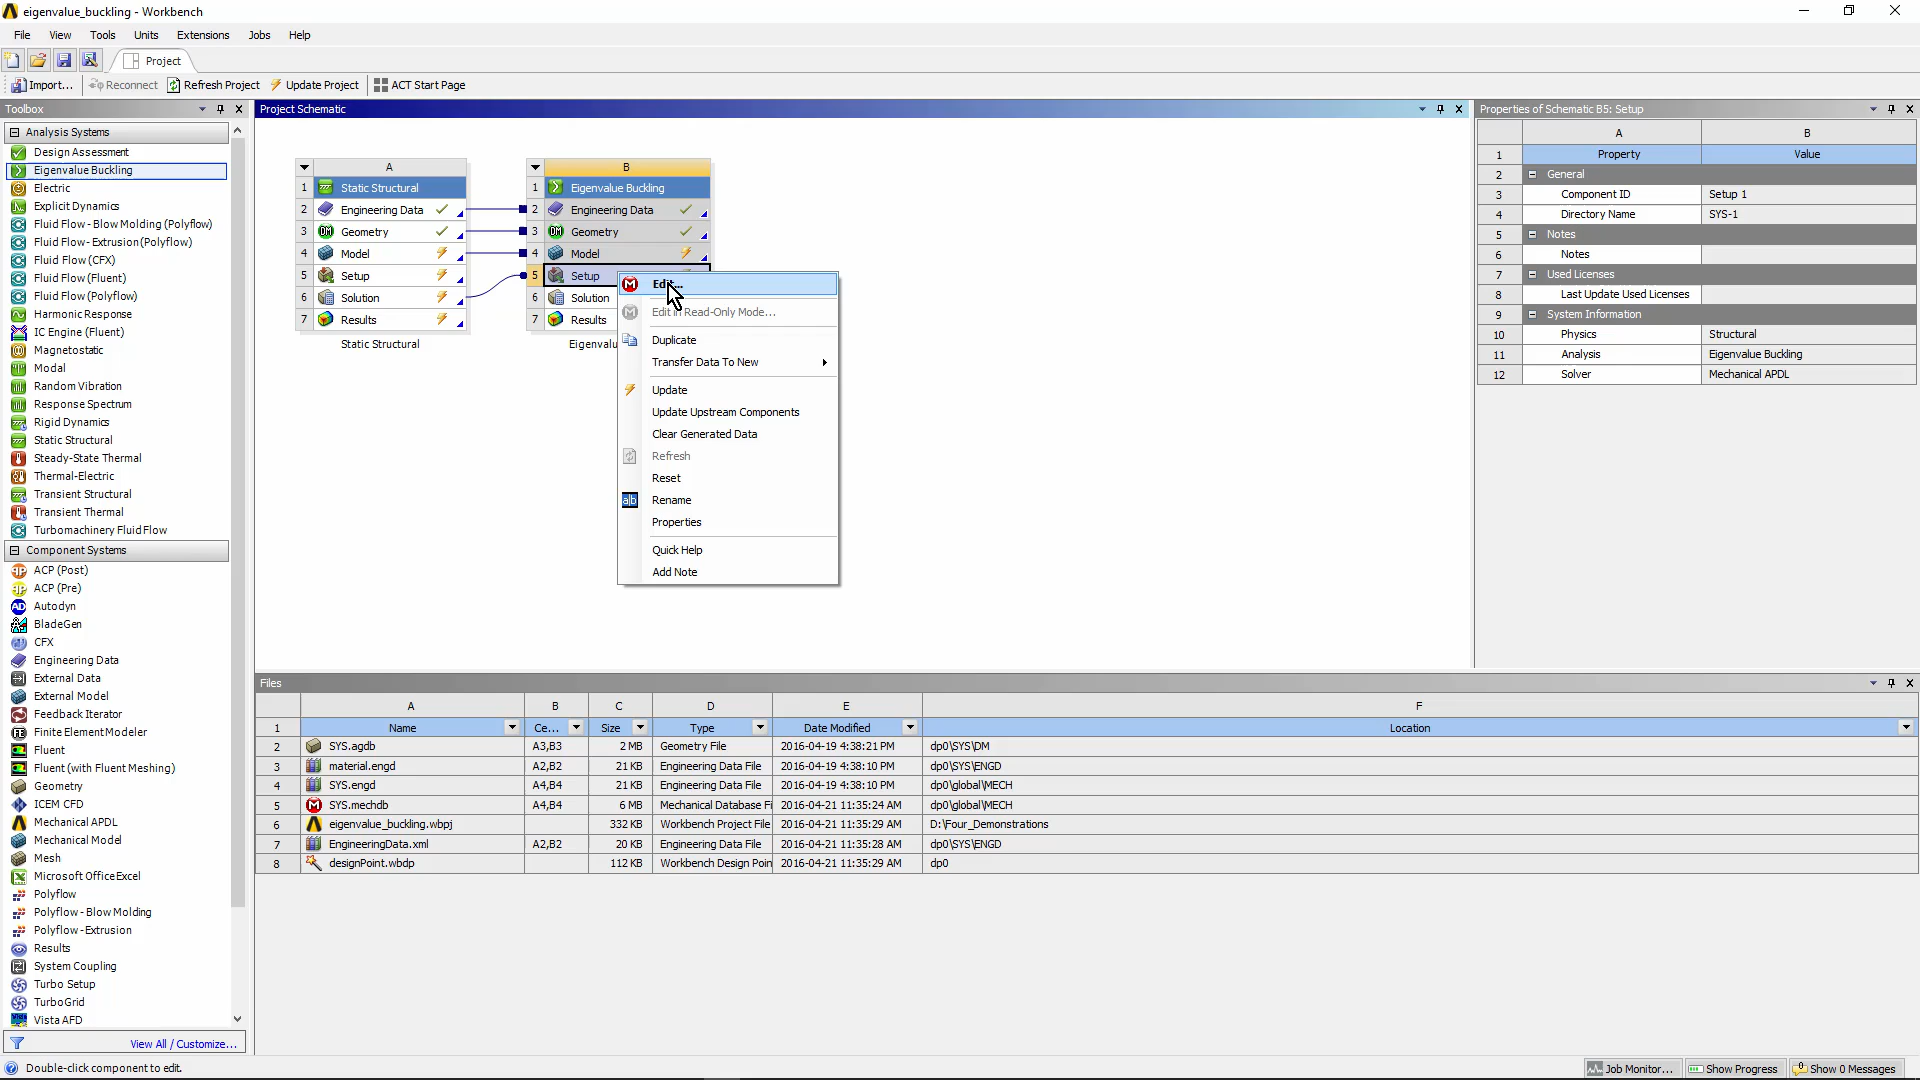 eigenvalue_buckling - Workbench
File View Tools Units Extensions Jobs Help
Project
Import... Reconnect Refresh Project Update Project ACT Start Page
Toolbox
Analysis Systems
Design Assessment
Eigenvalue Buckling
Electric
Explicit Dynamics
Fluid Flow - Blow Molding (Polyflow)
Fluid Flow - Extrusion (Polyflow)
Fluid Flow (CFX)
Fluid Flow (Fluent)
Fluid Flow (Polyflow)
Harmonic Response
IC Engine (Fluent)
Magnetostatic
Modal
Random Vibration
Response Spectrum
Rigid Dynamics
Static Structural
Steady-State Thermal
Thermal-Electric
Transient Structural
Transient Thermal
Turbomachinery Fluid Flow
Component Systems
ACP (Post)
ACP (Pre)
Autodyn
BladeGen
CFX
Engineering Data
External Data
External Model
Feedback Iterator
Finite Element Modeler
Fluent
Fluent (with Fluent Meshing)
Geometry
ICEM CFD
Mechanical APDL
Mechanical Model
Mesh
Microsoft Office Excel
Polyflow
Polyflow - Blow Molding
Polyflow - Extrusion
Results
System Coupling
Turbo Setup
TurboGrid
Vista AFD
View All / Customize...
Project Schematic
A
1 Static Structural
2 Engineering Data
3 Geometry
4 Model
5 Setup
6 Solution
7 Results
Static Structural
B
1 Eigenvalue Buckling
2 Engineering Data
3 Geometry
4 Model
5 Setup
6 Solution
7 Results
Eigenvalu
Edit...
Edit in Read-Only Mode...
Duplicate
Transfer Data To New
Update
Update Upstream Components
Clear Generated Data
Refresh
Reset
Rename
Properties
Quick Help
Add Note
Properties of Schematic B5: Setup
A B
1 Property Value
2 General
3 Component ID Setup 1
4 Directory Name SYS-1
5 Notes
6 Notes
7 Used Licenses
8 Last Update Used Licenses
9 System Information
10 Physics Structural
11 Analysis Eigenvalue Buckling
12 Solver Mechanical APDL
Files
A B C D E F
1 Name Ce... Size Type Date Modified Location
2 SYS.agdb A3,B3 2 MB Geometry File 2016-04-19 4:38:21 PM dp0\SYS\DM
3 material.engd A2,B2 21 KB Engineering Data File 2016-04-19 4:38:10 PM dp0\SYS\ENGD
4 SYS.engd A4,B4 21 KB Engineering Data File 2016-04-19 4:38:10 PM dp0\global\MECH
5 SYS.mechdb A4,B4 6 MB Mechanical Database Fi 2016-04-21 11:35:24 AM dp0\global\MECH
6 eigenvalue_buckling.wbpj 332 KB Workbench Project File 2016-04-21 11:35:29 AM D:\Four_Demonstrations
7 EngineeringData.xml A2,B2 20 KB Engineering Data File 2016-04-21 11:35:28 AM dp0\SYS\ENGD
8 designPoint.wbdp 112 KB Workbench Design Poin 2016-04-21 11:35:29 AM dp0
Double-click component to edit.
Job Monitor... Show Progress Show 0 Messages